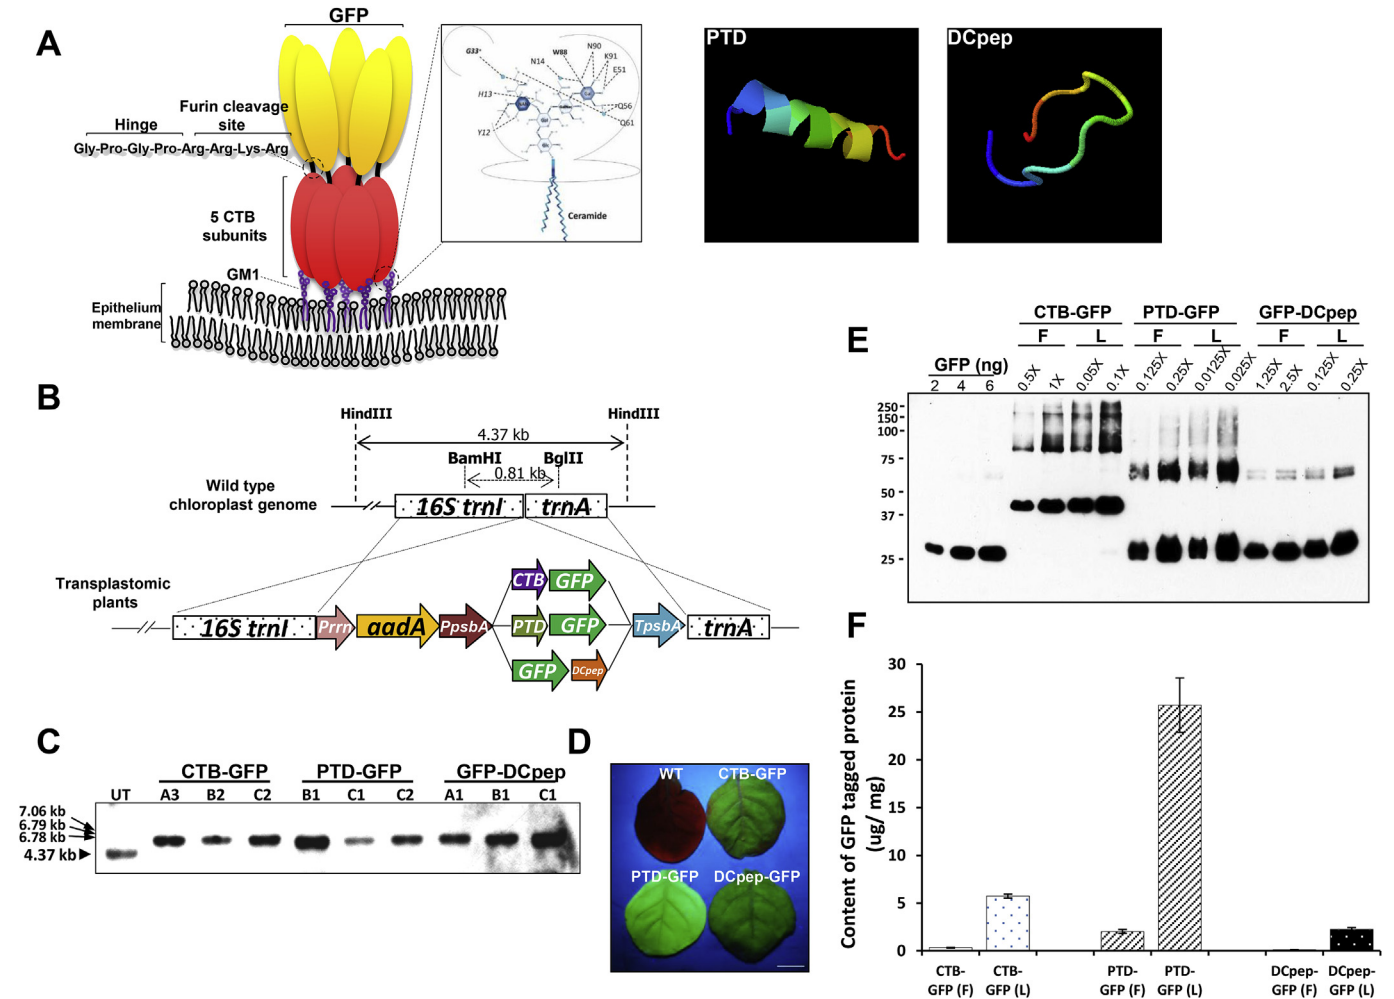 A
GFP
Furin cleavage
site
Hinge
Gly-Pro-Gly-Pro-Arg-Arg-Lys-Arg
5 CTB
subunits
GM1
Epithelium
membrane
G33ᵃ
W88
N90
N14
K91
E51
H13
Q56
Q61
Y12
Ceramide
PTD
DCpep
B
HindIII
HindIII
4.37 kb
BamHI
BglII
0.81 kb
Wild type
chloroplast genome
16S trnI
trnA
Transplastomic
plants
CTB
GFP
16S trnI
Prrn
aadA
PpsbA
PTD
GFP
TpsbA
trnA
GFP
DCpep
C
CTB-GFP
PTD-GFP
GFP-DCpep
UT
A3
B2
C2
B1
C1
C2
A1
B1
C1
7.06 kb
6.79 kb
6.78 kb
4.37 kb
D
WT
CTB-GFP
PTD-GFP
DCpep-GFP
E
CTB-GFP
PTD-GFP
GFP-DCpep
F
L
F
L
F
L
GFP (ng)
2
4
6
0.5X
1X
0.05X
0.1X
0.125X
0.25X
0.0125X
0.025X
1.25X
2.5X
0.125X
0.25X
250
150
100
75
50
37
25
F
Content of GFP tagged protein
(ug/ mg)
30
25
20
15
10
5
0
CTB-
GFP (F)
CTB-
GFP (L)
PTD-
GFP (F)
PTD-
GFP (L)
DCpep-
GFP (F)
DCpep-
GFP (L)